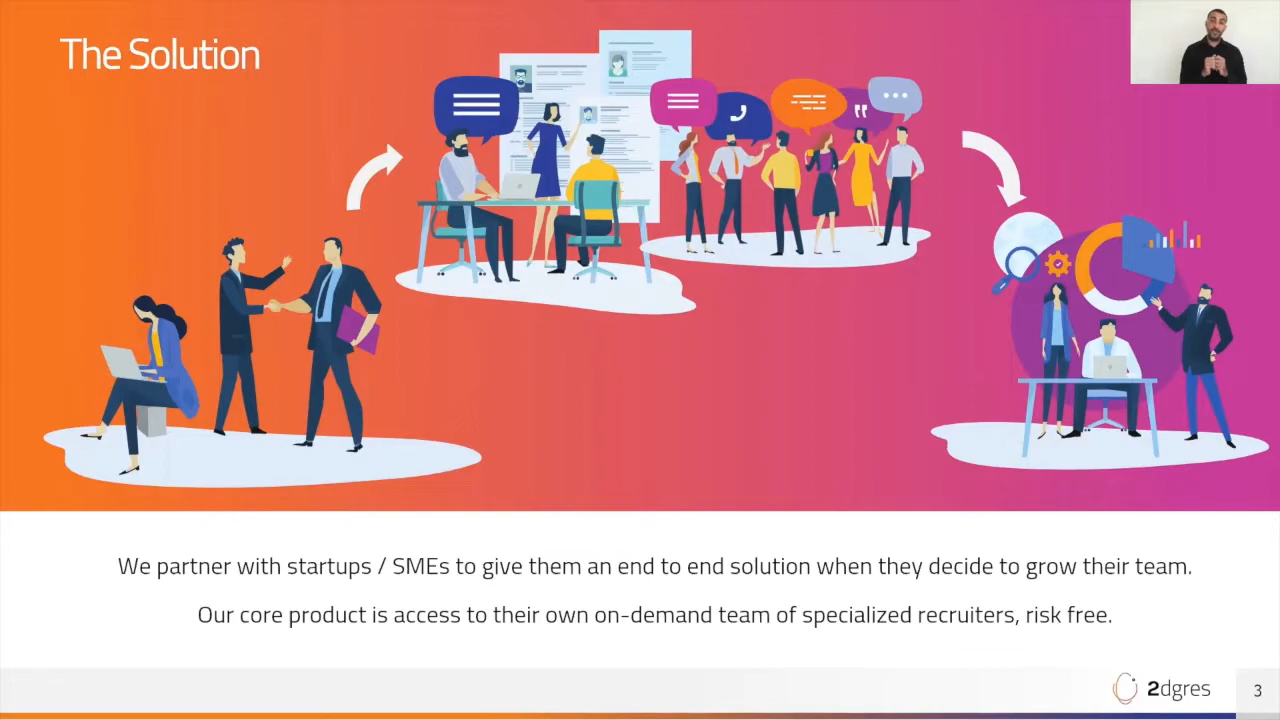 The Solution
We partner with startups / SMEs to give them an end to end solution when they decide to grow their team.
Our core product is access to their own on-demand team of specialized recruiters, risk free.
2dgres
3